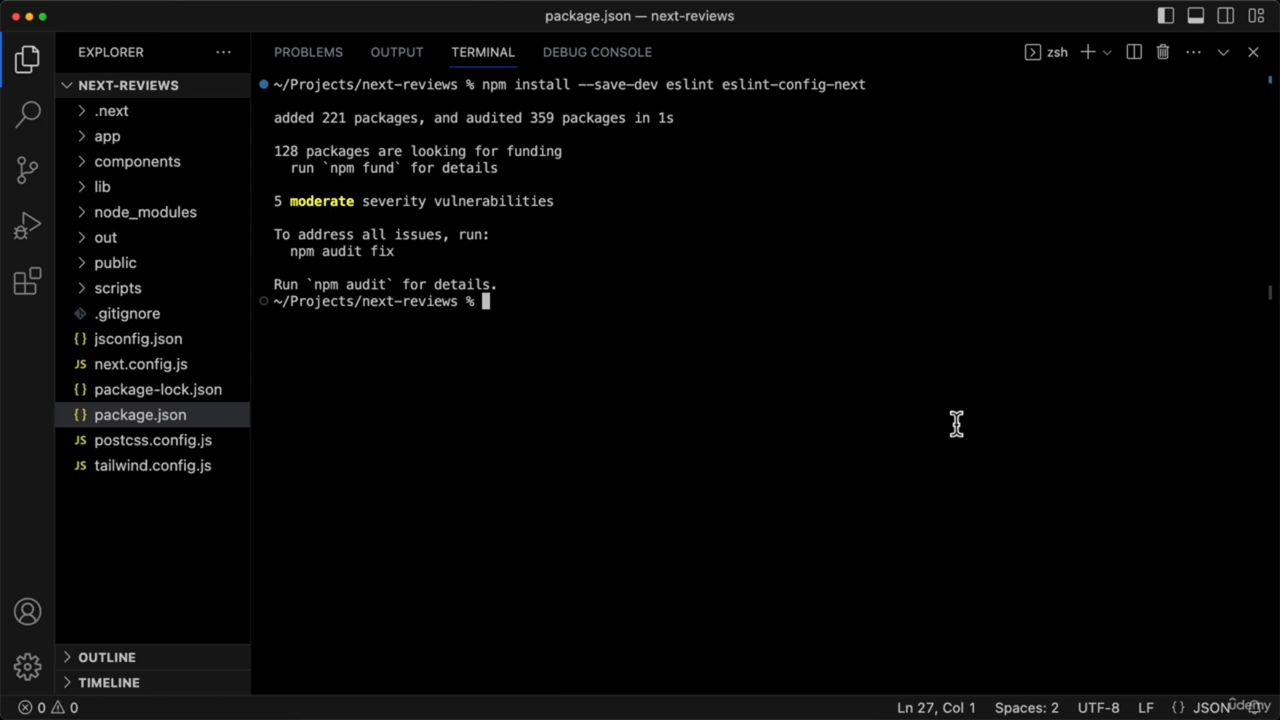 package.json — next-reviews
EXPLORER
NEXT-REVIEWS
.next
app
components
lib
node_modules
out
public
scripts
.gitignore
{} jsconfig.json
JS next.config.js
{} package-lock.json
{} package.json
JS postcss.config.js
JS tailwind.config.js
OUTLINE
TIMELINE
PROBLEMS OUTPUT TERMINAL DEBUG CONSOLE
zsh
~/Projects/next-reviews % npm install --save-dev eslint eslint-config-next
added 221 packages, and audited 359 packages in 1s
128 packages are looking for funding
run `npm fund` for details
5 moderate severity vulnerabilities
To address all issues, run:
npm audit fix
Run `npm audit` for details.
~/Projects/next-reviews %
0 0
Ln 27, Col 1 Spaces: 2 UTF-8 LF {} JSON
ûdemy